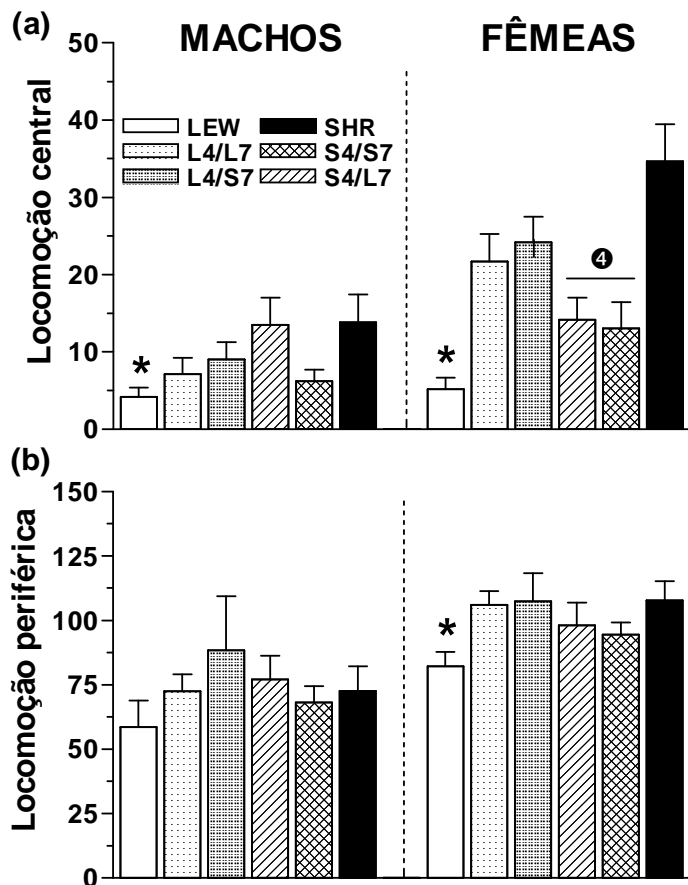 (a)
MACHOS
FÊMEAS
Locomoção central
50
40
30
20
10
0
LEW
SHR
L4/L7
S4/S7
L4/S7
S4/L7
*
*
❹
(b)
Locomoção periférica
150
125
100
75
50
25
0
*